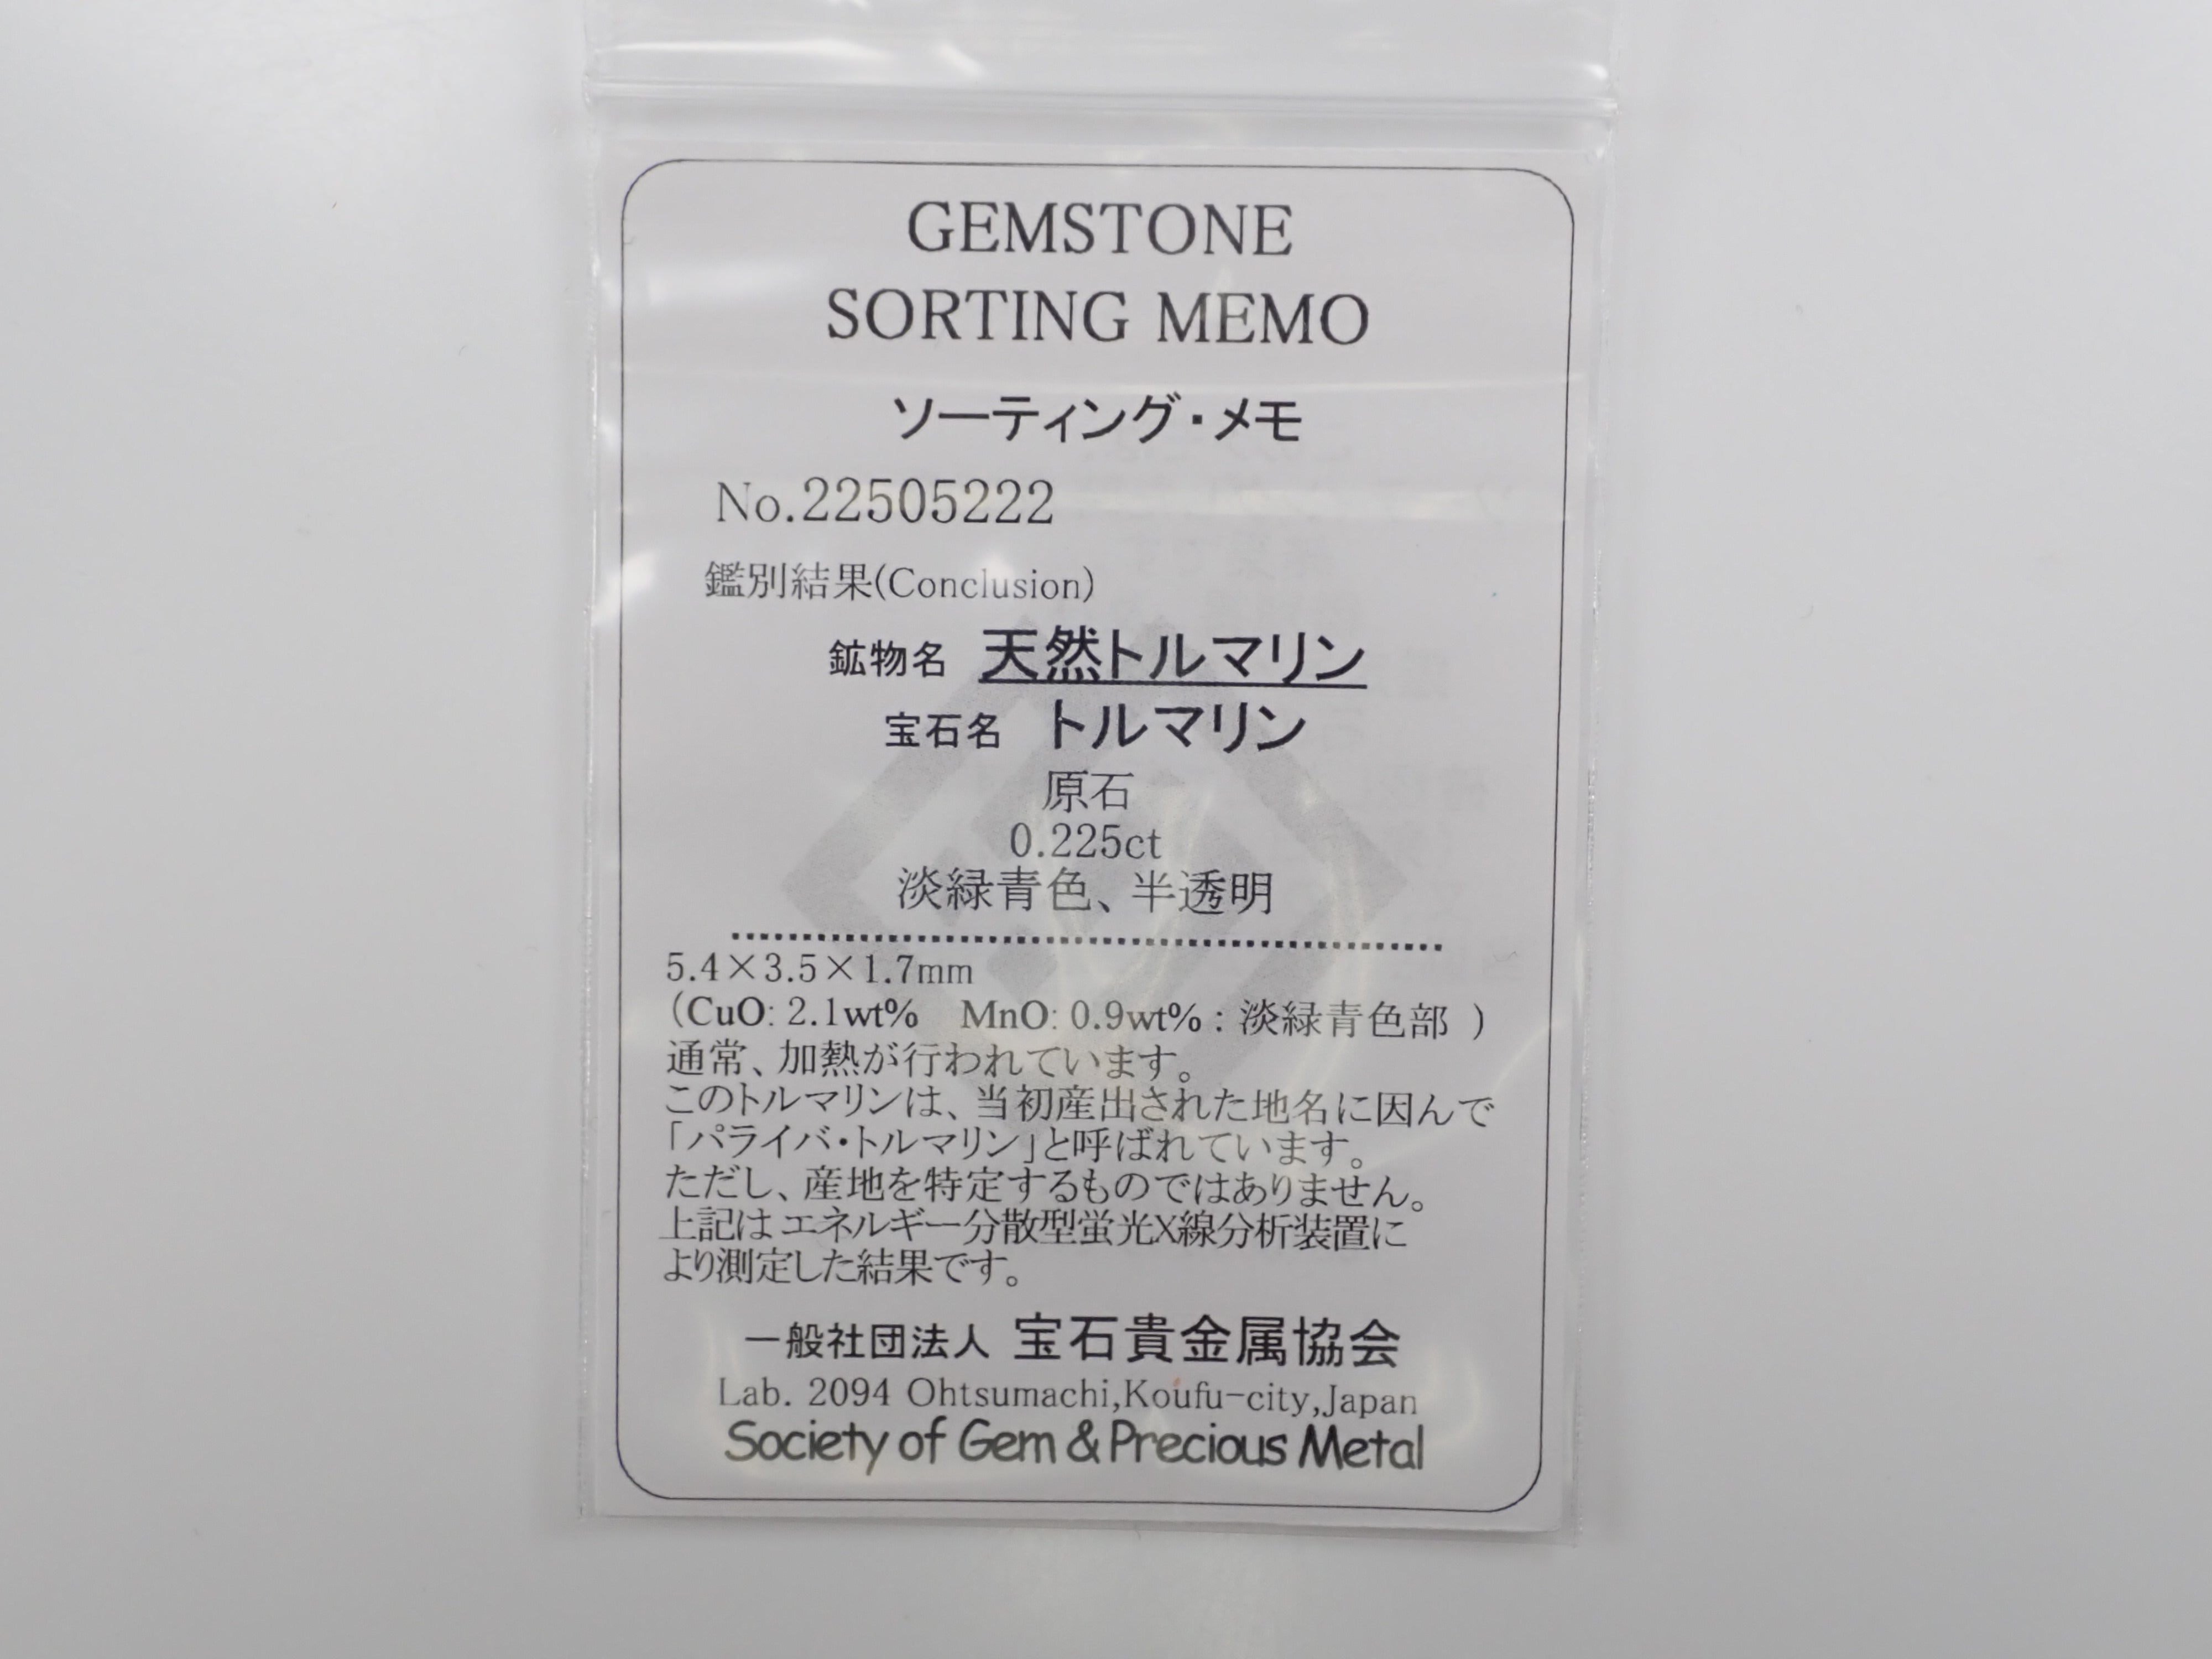 GEMSTONE
SORTING MEMO
ソーティング・メモ
No.22505222
鑑別結果(Conclusion)
鉱物名 天然トルマリン
宝石名 トルマリン
原石
0.225ct
淡緑青色、半透明
5.4×3.5×1.7mm
(CuO: 2.1wt% MnO: 0.9wt% : 淡緑青色部 )
通常、加熱が行われています。
このトルマリンは、当初産出された地名に因んで
「パライバ・トルマリン」と呼ばれています。
ただし、産地を特定するものではありません。
上記はエネルギー分散型蛍光X線分析装置に
より測定した結果です。
一般社団法人 宝石貴金属協会
Lab. 2094 Ohtsumachi,Koufu-city,Japan
Society of Gem & Precious Metal